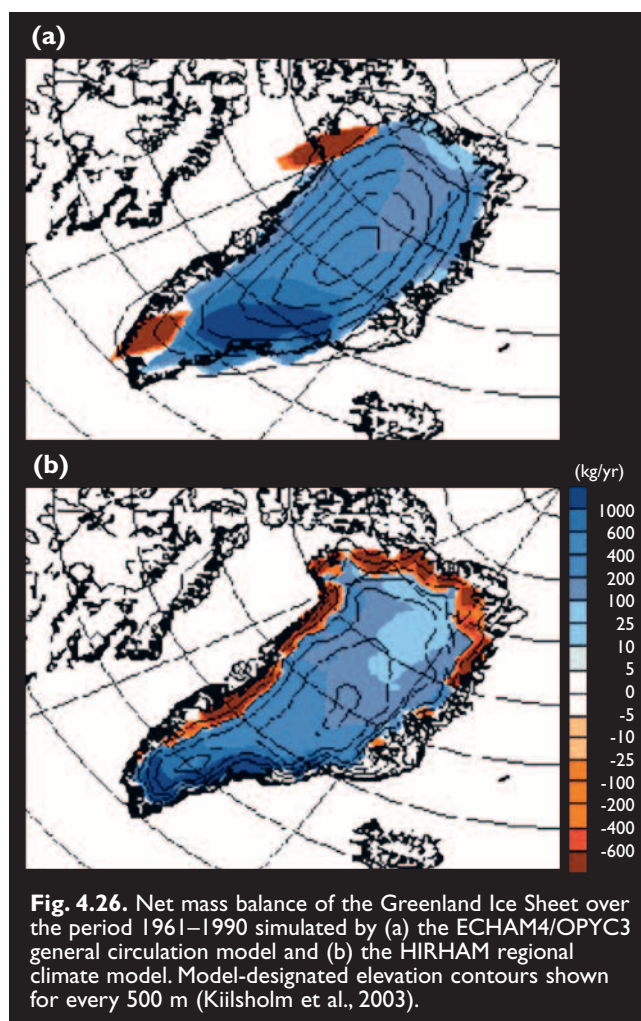 (a)
(b)
(kg/yr)
1000
600
400
200
100
25
10
5
0
-5
-10
-25
-100
-200
-400
-600
Fig. 4.26. Net mass balance of the Greenland Ice Sheet over
the period 1961–1990 simulated by (a) the ECHAM4/OPYC3
general circulation model and (b) the HIRHAM regional
climate model. Model-designated elevation contours shown
for every 500 m (Kiilsholm et al., 2003).